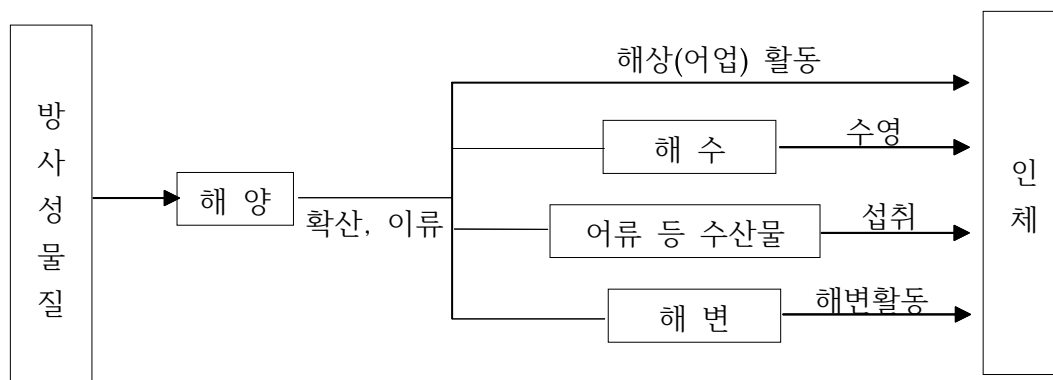 방사성물질
해 양
확산, 이류
해상(어업) 활동
해 수
수영
어류 등 수산물
섭취
해 변
해변활동
인체